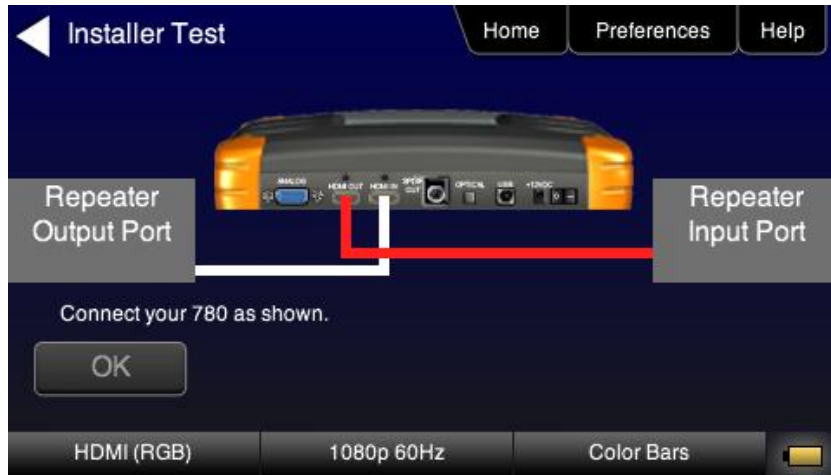 Installer Test
Home
Preferences
Help
ANALOG
HDMI OUT
HDMI IN
SPDIF
OUT
OPTICAL
USB
+12VDC
Repeater
Output Port
Repeater
Input Port
Connect your 780 as shown.
OK
HDMI (RGB)
1080p 60Hz
Color Bars